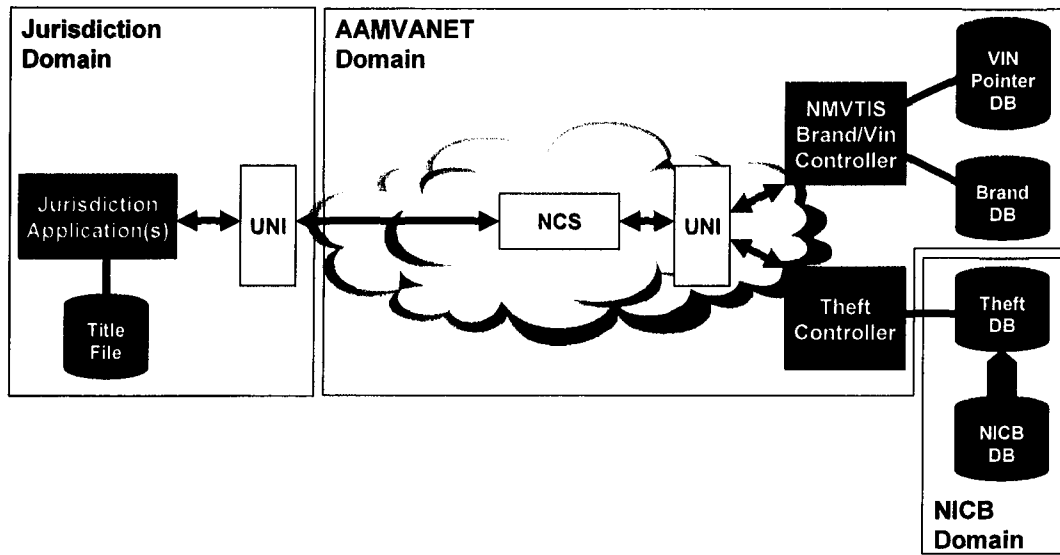 Jurisdiction
Domain
AAMVANET
Domain
VIN
Pointer
DB
NMVTIS
Brand/Vin
Controller
Brand
DB
Jurisdiction
Application(s)
UNI
NCS
UNI
Title
File
Theft
Controller
Theft
DB
NICB
DB
NICB
Domain